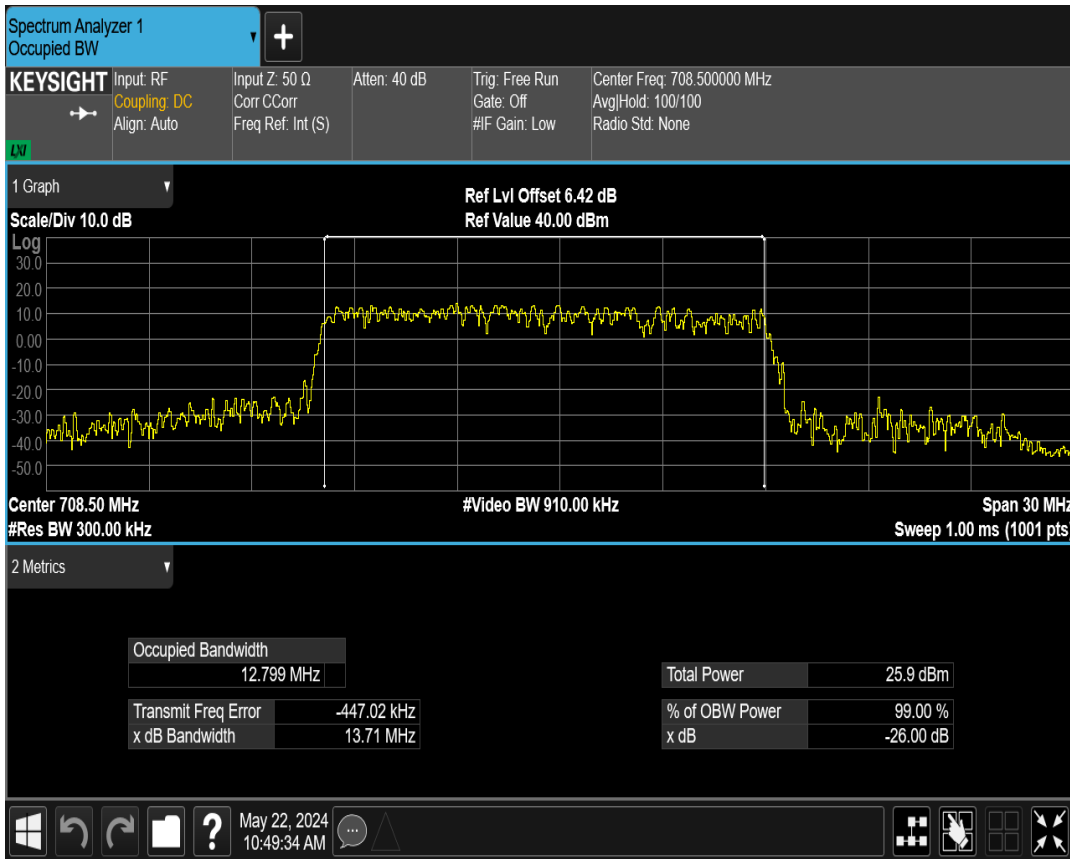 Spectrum Analyzer 1
Occupied BW
+
KEYSIGHT
LXI
Input: RF
Coupling: DC
Align: Auto
Input Z: 50 Ω
Corr CCorr
Freq Ref: Int (S)
Atten: 40 dB
Trig: Free Run
Gate: Off
#IF Gain: Low
Center Freq: 708.500000 MHz
Avg|Hold: 100/100
Radio Std: None
1 Graph
Scale/Div 10.0 dB
Ref Lvl Offset 6.42 dB
Ref Value 40.00 dBm
Log
30.0
20.0
10.0
0.00
-10.0
-20.0
-30.0
-40.0
-50.0
Center 708.50 MHz
#Video BW 910.00 kHz
Span 30 MHz
#Res BW 300.00 kHz
Sweep 1.00 ms (1001 pts)
2 Metrics
Occupied Bandwidth
12.799 MHz
Total Power 25.9 dBm
Transmit Freq Error -447.02 kHz
% of OBW Power 99.00 %
x dB Bandwidth 13.71 MHz
x dB -26.00 dB
?
May 22, 2024
10:49:34 AM